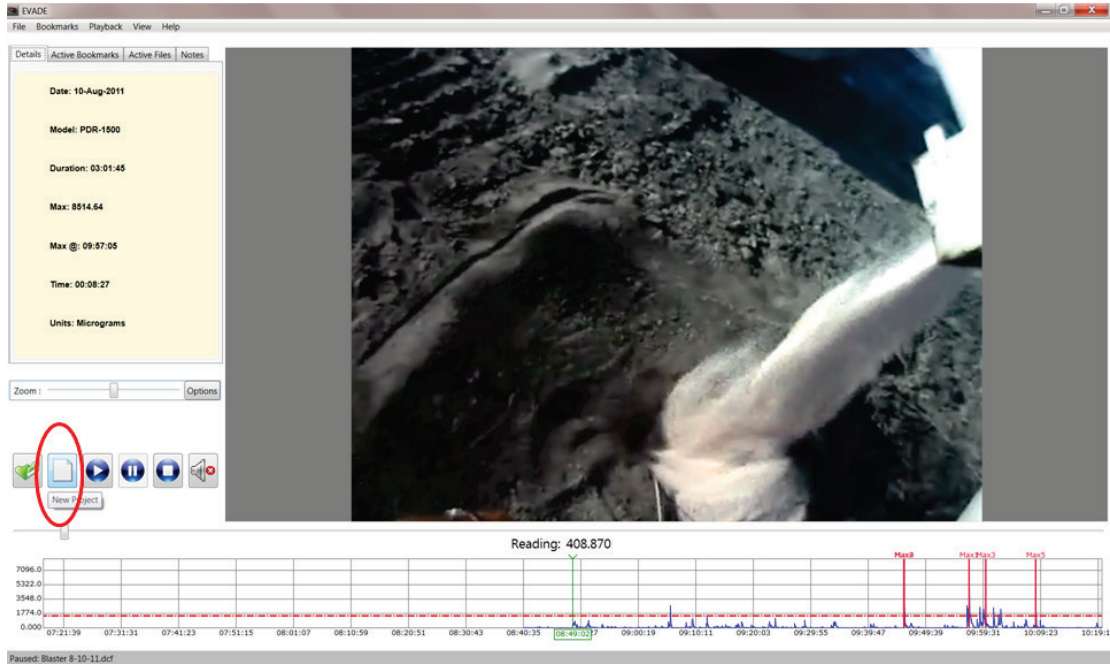 EVADE
File Bookmarks Playback View Help
Details Active Bookmarks Active Files Notes
Date: 10-Aug-2011
Model: PDR-1500
Duration: 03:01:45
Max: 8514.64
Max @: 09:57:05
Time: 00:08:27
Units: Micrograms
Zoom : Options
New Project
Reading: 408.870
Max3 Max5
7096.0
5322.0
3548.0
1774.0
0.000
07:21:39 07:31:31 07:41:23 07:51:15 08:01:07 08:10:59 08:20:51 08:30:43 08:40:35 08:49:02 09:00:19 09:10:11 09:20:03 09:29:55 09:39:47 09:49:39 09:59:31 10:09:23
Paused: Blaster 8-10-11.dcf